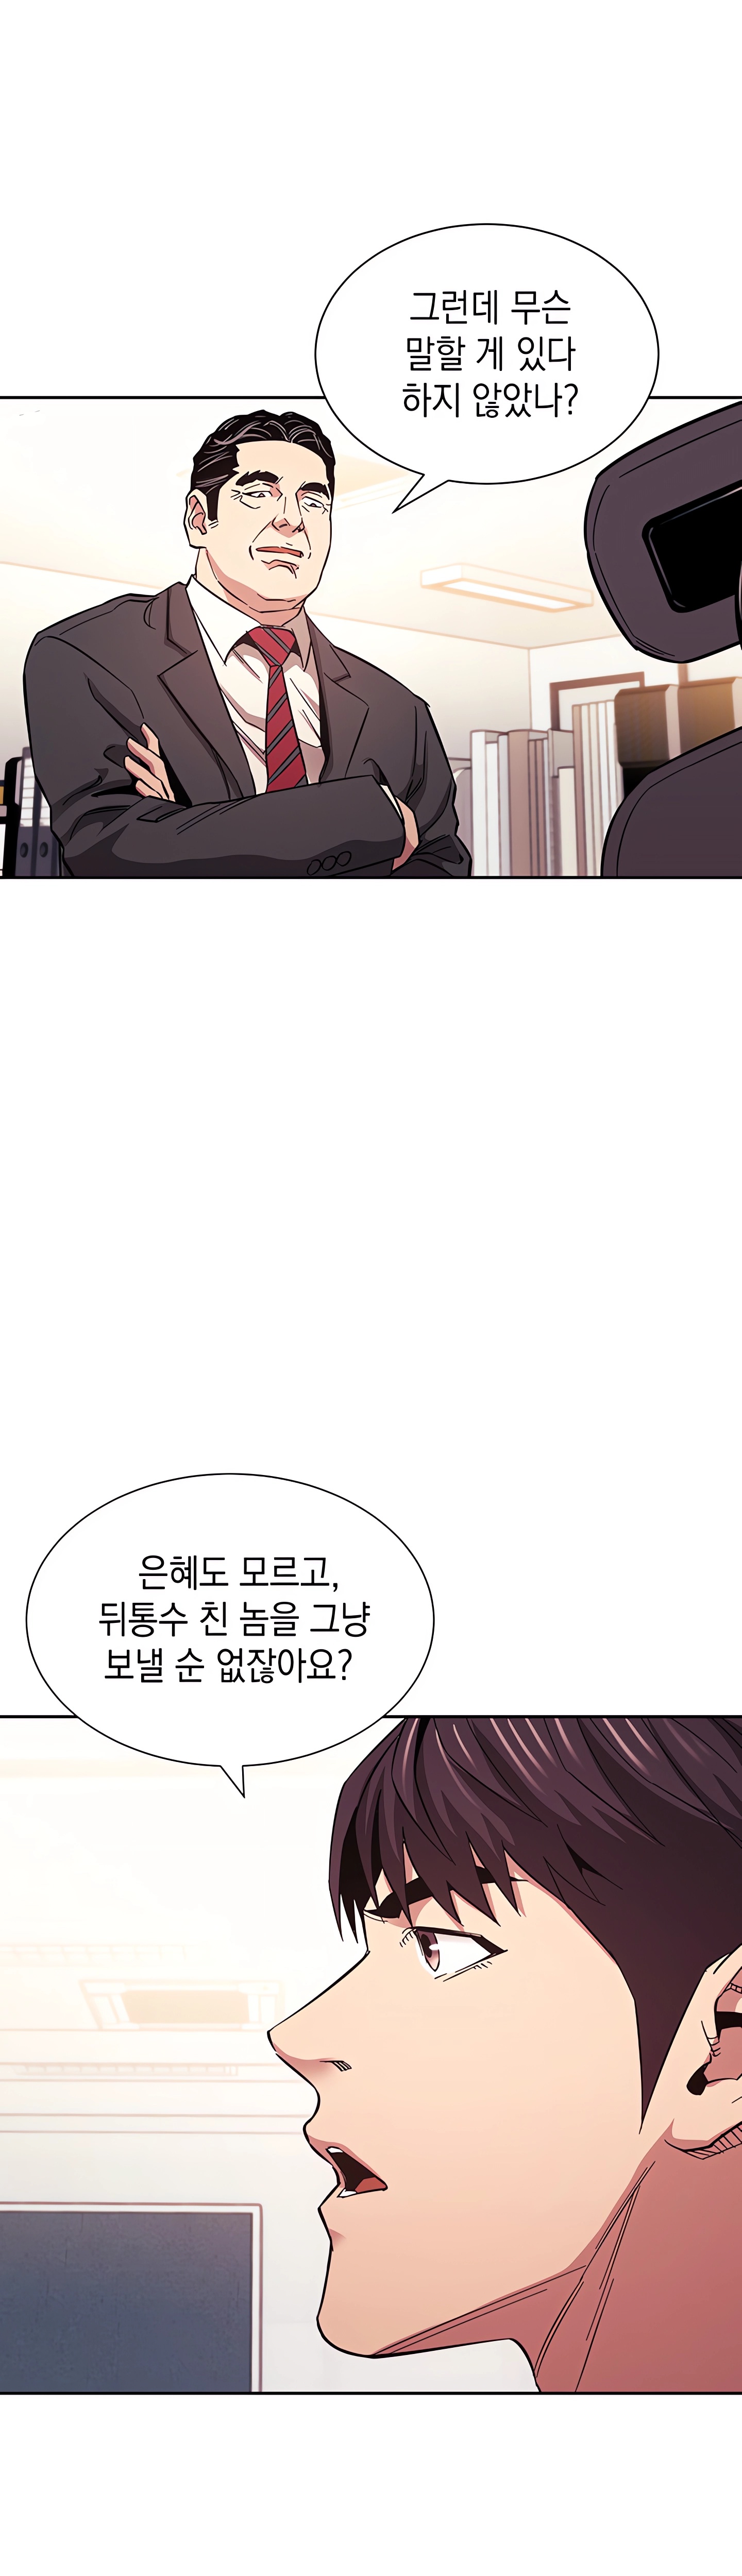 그런데 무슨
말할 게 있다
하지 않았나?
은혜도 모르고,
뒤통수 친 놈을 그냥
보낼 순 없잖아요?